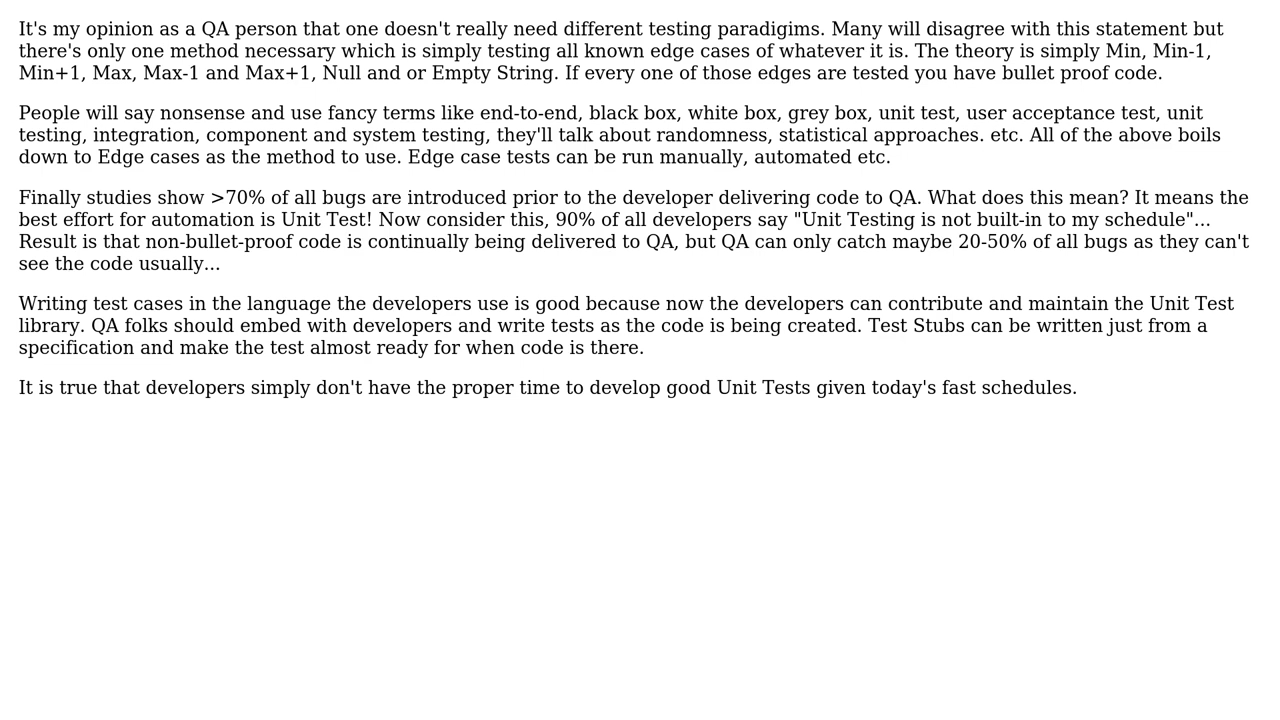 It's my opinion as a QA person that one doesn't really need different testing paradigims. Many will disagree with this statement but
there's only one method necessary which is simply testing all known edge cases of whatever it is. The theory is simply Min, Min-1,
Min+1, Max, Max-1 and Max+1, Null and or Empty String. If every one of those edges are tested you have bullet proof code.
People will say nonsense and use fancy terms like end-to-end, black box, white box, grey box, unit test, user acceptance test, unit
testing, integration, component and system testing, they'll talk about randomness, statistical approaches. etc. All of the above boils
down to Edge cases as the method to use. Edge case tests can be run manually, automated etc.
Finally studies show >70% of all bugs are introduced prior to the developer delivering code to QA. What does this mean? It means the
best effort for automation is Unit Test! Now consider this, 90% of all developers say "Unit Testing is not built-in to my schedule"...
Result is that non-bullet-proof code is continually being delivered to QA, but QA can only catch maybe 20-50% of all bugs as they can't
see the code usually...
Writing test cases in the language the developers use is good because now the developers can contribute and maintain the Unit Test
library. QA folks should embed with developers and write tests as the code is being created. Test Stubs can be written just from a
specification and make the test almost ready for when code is there.
It is true that developers simply don't have the proper time to develop good Unit Tests given today's fast schedules.